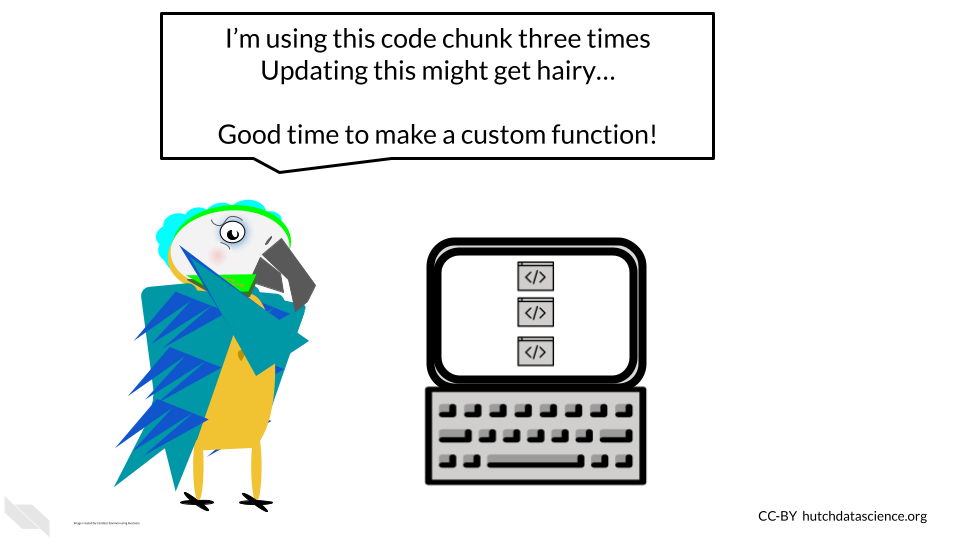 I'm using this code chunk three times
Updating this might get hairy...
Good time to make a custom function!
</>
</>
</>
CC-BY hutchdatascience.org